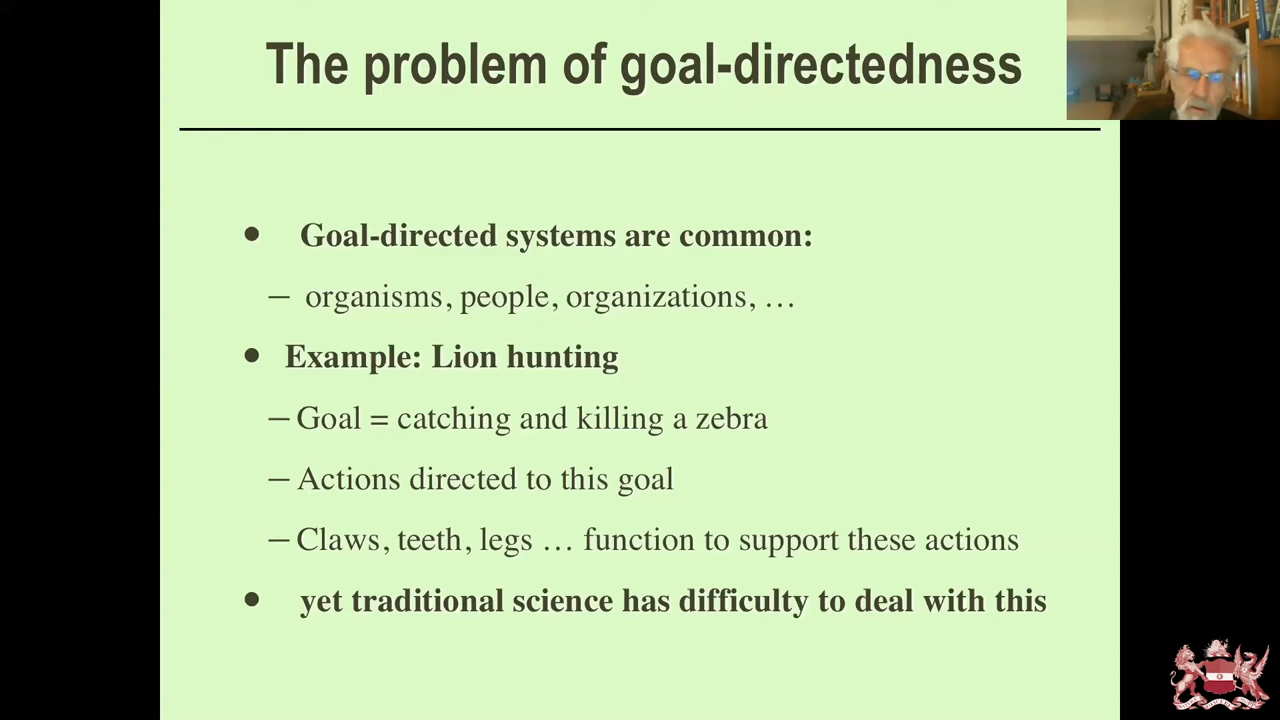 The problem of goal-directedness
• Goal-directed systems are common:
– organisms, people, organizations, …
• Example: Lion hunting
– Goal = catching and killing a zebra
– Actions directed to this goal
– Claws, teeth, legs … function to support these actions
• yet traditional science has difficulty to deal with this